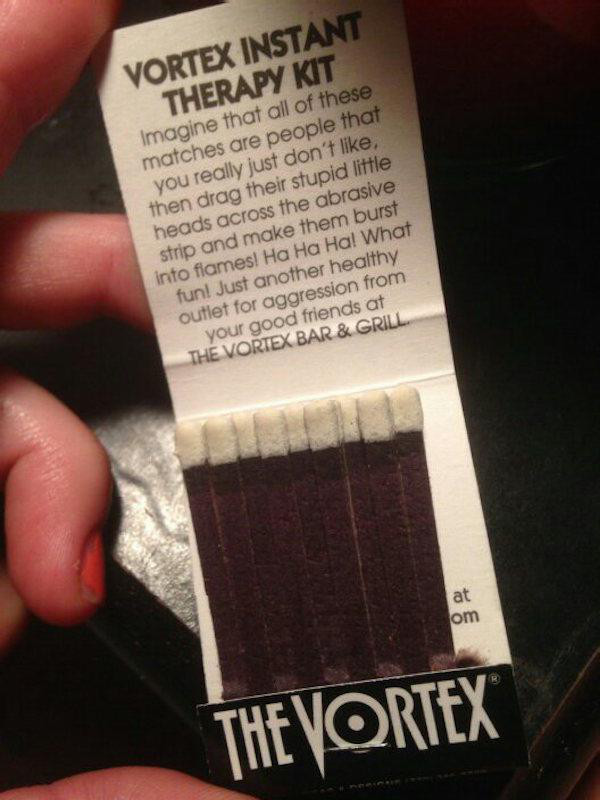 VORTEX INSTANT
THERAPY KIT
Imagine that all of these
matches are people that
you really just don't like,
then drag their stupid little
heads across the abrasive
strip and make them burst
into flames! Ha Ha Ha! What
fun! Just another healthy
outlet for aggression from
your good friends at
THE VORTEX BAR & GRILL.
at
om
THE VORTEX®